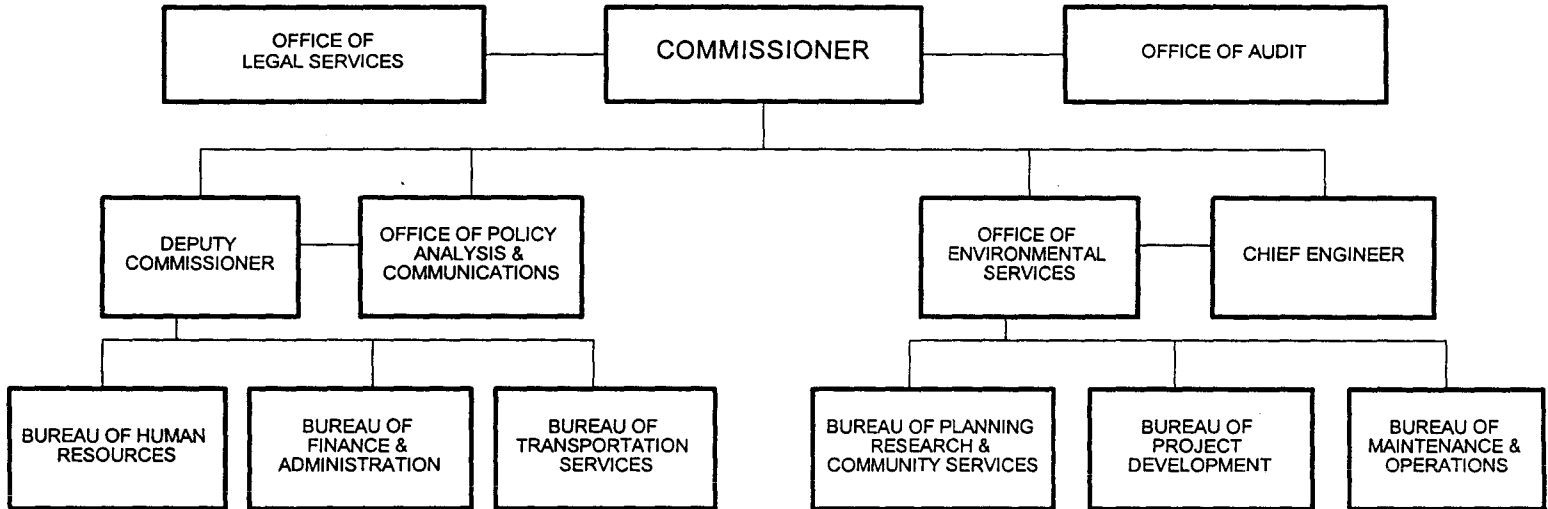 OFFICE OF
LEGAL SERVICES
COMMISSIONER
OFFICE OF AUDIT
DEPUTY
COMMISSIONER
OFFICE OF POLICY
ANALYSIS &
COMMUNICATIONS
OFFICE OF
ENVIRONMENTAL
SERVICES
CHIEF ENGINEER
BUREAU OF HUMAN
RESOURCES
BUREAU OF
FINANCE &
ADMINISTRATION
BUREAU OF
TRANSPORTATION
SERVICES
BUREAU OF PLANNING
RESEARCH &
COMMUNITY SERVICES
BUREAU OF
PROJECT
DEVELOPMENT
BUREAU OF
MAINTENANCE &
OPERATIONS